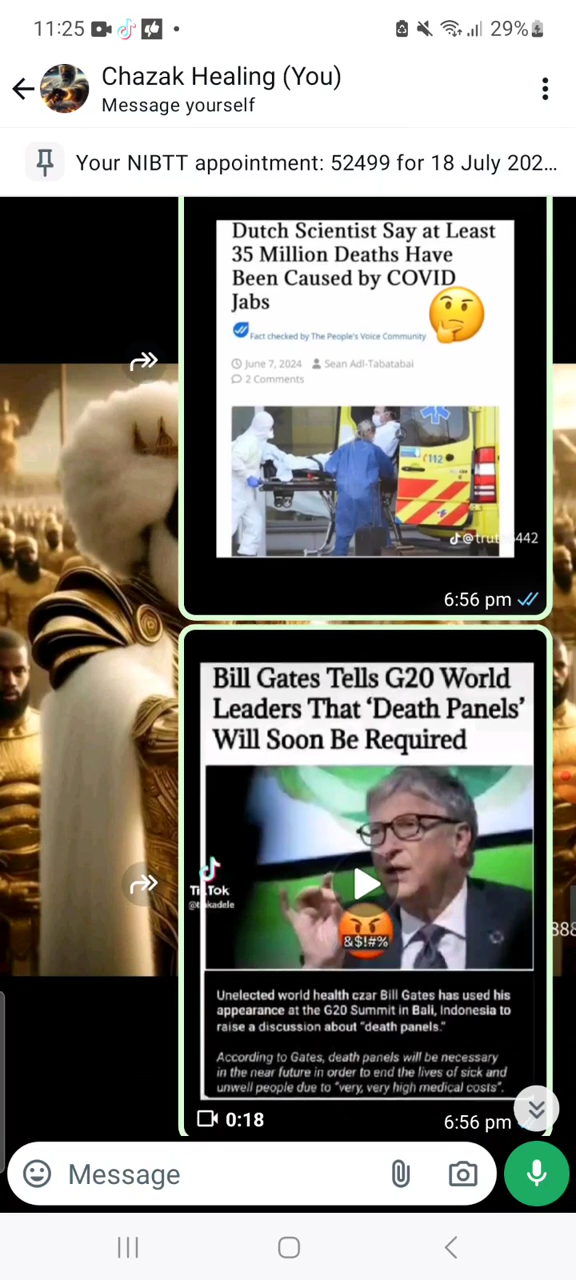 11:25
29%
Chazak Healing (You)
Message yourself
Your NIBTT appointment: 52499 for 18 July 202...
Dutch Scientist Say at Least
35 Million Deaths Have
Been Caused by COVID
Jabs
Fact checked by The People's Voice Community
June 7, 2024 Sean Adl-Tabatabai
2 Comments
112
6:56 pm
Bill Gates Tells G20 World
Leaders That ‘Death Panels’
Will Soon Be Required
TikTok
&$!#%
Unelected world health czar Bill Gates has used his
appearance at the G20 Summit in Bali, Indonesia to
raise a discussion about "death panels."
According to Gates, death panels will be necessary
in the near future in order to end the lives of sick and
unwell people due to "very, very high medical costs".
0:18
6:56 pm
Message